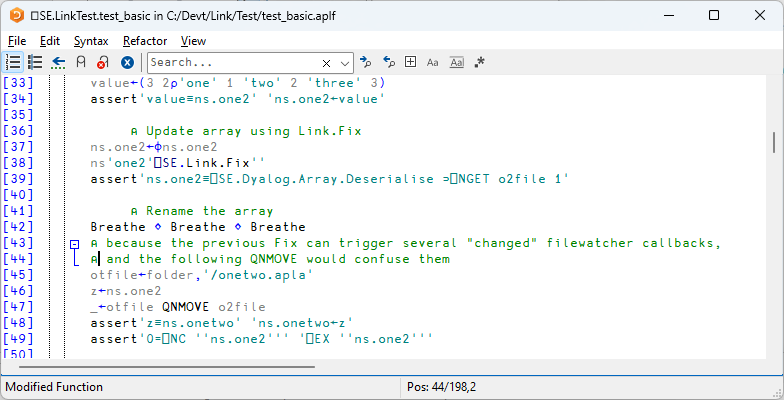 ⎕SE.LinkTest.test_basic in C:/Devt/Link/Test/test_basic.aplf
File Edit Syntax Refactor View
Search...
Aa Aa .*
[33] value←(3 2⍴'one' 1 'two' 2 'three' 3)
[34] assert'value≡ns.one2' 'ns.one2←value'
[35]
[36] ⍝ Update array using Link.Fix
[37] ns.one2←⌽ns.one2
[38] ns'one2'⎕SE.Link.Fix''
[39] assert'ns.one2≡⎕SE.Dyalog.Array.Deserialise ⊃⎕NGET o2file 1'
[40]
[41] ⍝ Rename the array
[42] Breathe ⋄ Breathe ⋄ Breathe
[43] ⍝ because the previous Fix can trigger several "changed" filewatcher callbacks,
[44] ⍝ and the following QNMOVE would confuse them
[45] otfile←folder,'/onetwo.apla'
[46] z←ns.one2
[47] _←otfile QNMOVE o2file
[48] assert'z≡ns.onetwo' 'ns.onetwo←z'
[49] assert'0=⎕NC ''ns.one2''' '⎕EX ''ns.one2'''
[50]
Modified Function Pos: 44/198,2